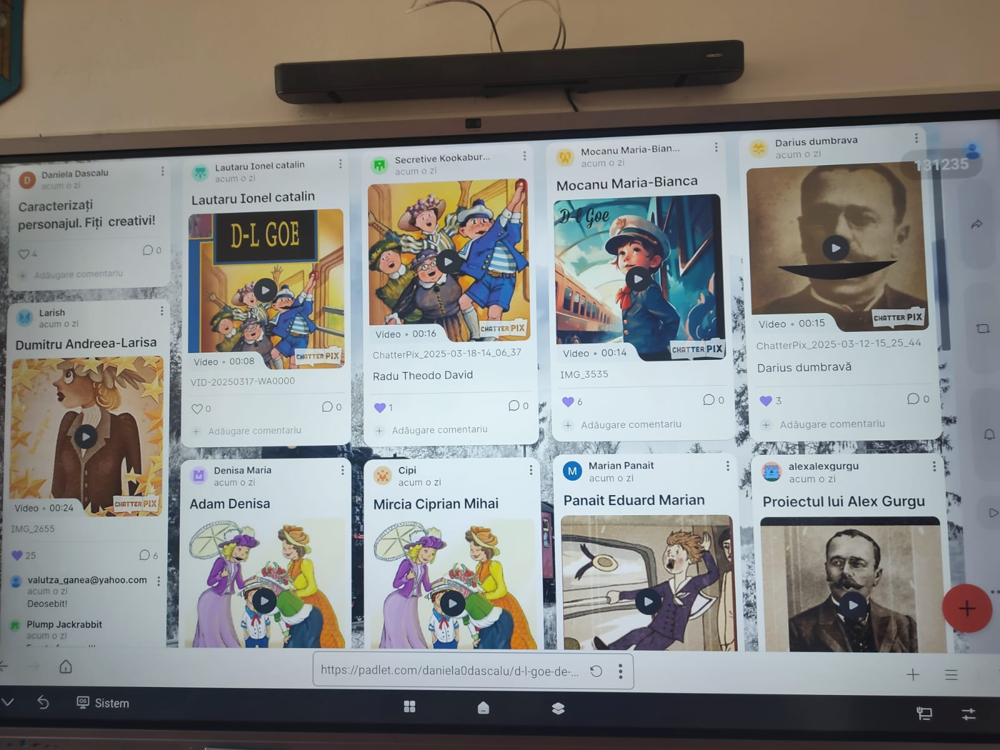 Daniela Dascalu
acum o zi
Caracterizați
personajul. Fiți creativi!
4
0
Adăugare comentariu
Larish
acum o zi
Dumitru Andreea-Larisa
CHATTER PIX
Video • 00:24
IMG_2655
25
6
valutza_ganea@yahoo.com
acum o zi
Deosebit!
Plump Jackrabbit
acum o zi
Lautaru Ionel catalin
acum o zi
Lautaru Ionel catalin
D-L GOE
CHATTER PIX
Video • 00:08
VID-20250317-WA0000
0
0
Adăugare comentariu
Denisa Maria
acum o zi
Adam Denisa
Secretive Kookabur...
acum o zi
CHATTER PIX
Video • 00:16
ChatterPix_2025-03-18-14_06_37
Radu Theodo David
1
0
Adăugare comentariu
Cipi
acum o zi
Mircia Ciprian Mihai
Mocanu Maria-Bian...
acum o zi
Mocanu Maria-Bianca
D-l Goe
CHATTER PIX
Video • 00:14
IMG_3535
6
0
Adăugare comentariu
M
Marian Panait
acum o zi
Panait Eduard Marian
Darius dumbrava
acum o zi
131235
CHATTER PIX
Video • 00:15
ChatterPix_2025-03-12-15_25_44
Darius dumbravă
3
0
Adăugare comentariu
alexalexgurgu
acum o zi
Proiectul lui Alex Gurgu
https://padlet.com/daniela0dascalu/d-l-goe-de-...
OS
Sistem